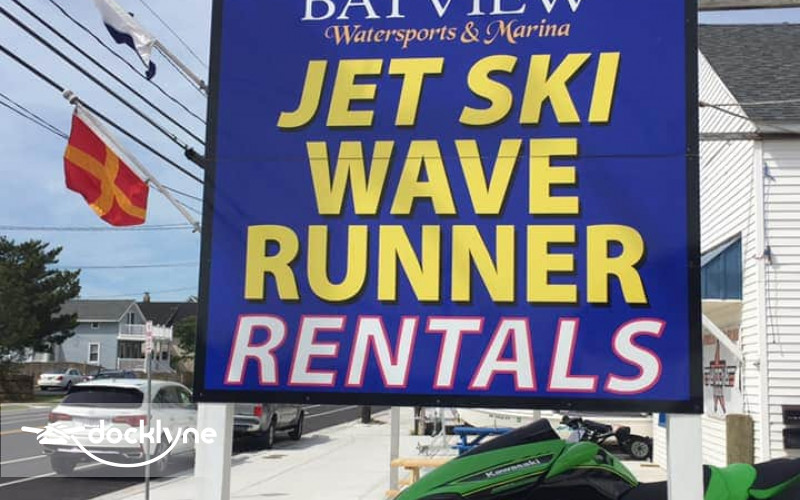 BAYVIEW
Watersports & Marina
JET SKI
WAVE
RUNNER
RENTALS
docklyne
Kawasaki